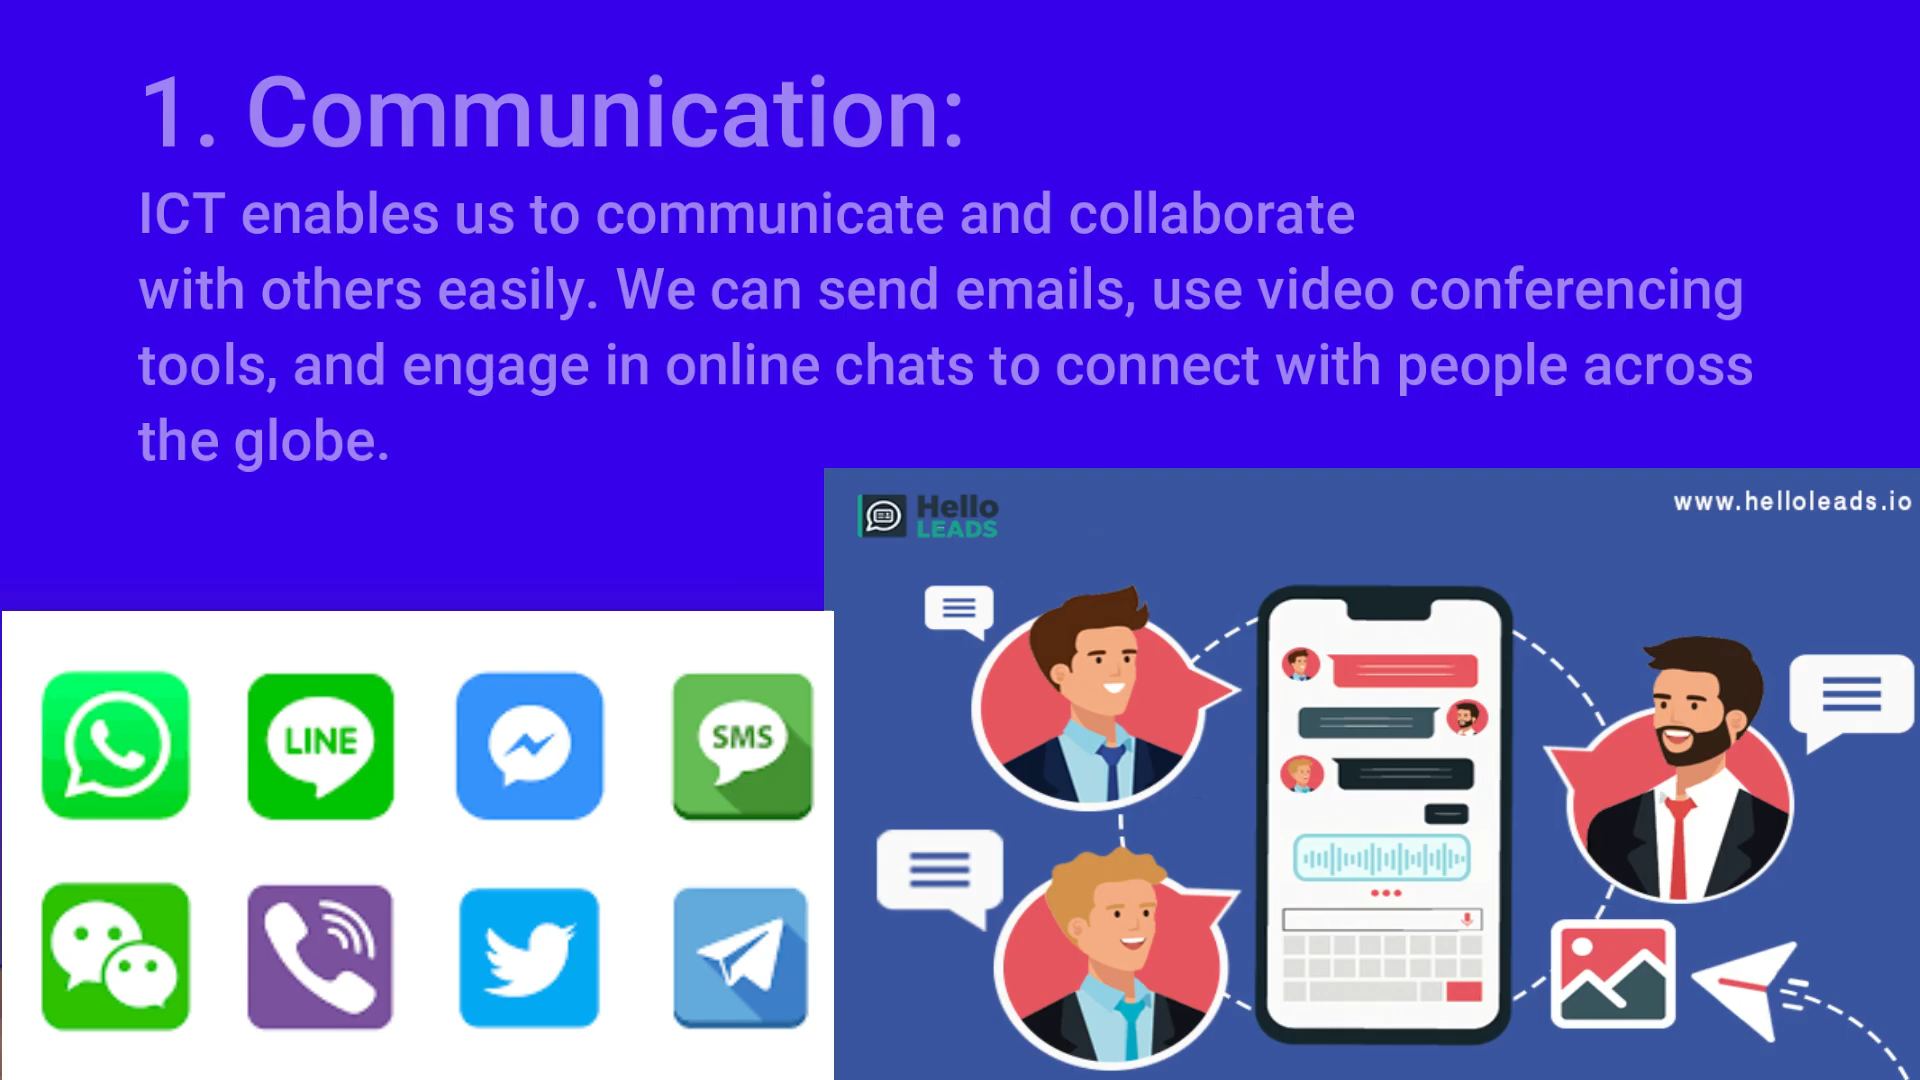 1. Communication:
ICT enables us to communicate and collaborate
with others easily. We can send emails, use video conferencing
tools, and engage in online chats to connect with people across
the globe.
Hello
LEADS
www.helloleads.io
LINE
SMS